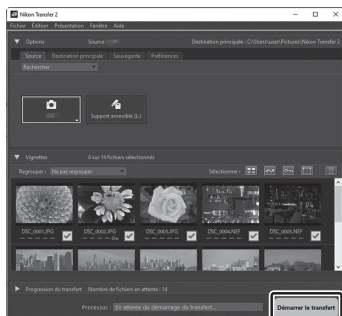 Nikon Transfer 2
Fichier Édition Présentation Fenêtre Aide
Options Source : Destination principale : C:\Users\user\Pictures\Nikon Transfer 2
Source Destination principale Sauvegarde Préférences
Rechercher
Support amovible (L:)
Vignettes 0 sur 14 fichiers sélectionnés
Regrouper : Ne pas regrouper Sélectionner :
DSC_0001.JPG DSC_0002.JPG DSC_0003.JPG DSC_0004.NEF DSC_0005.NEF
Progression du transfert Nombre de fichiers en attente : 14
Processus : En attente du démarrage du transfert... Démarrer le transfert